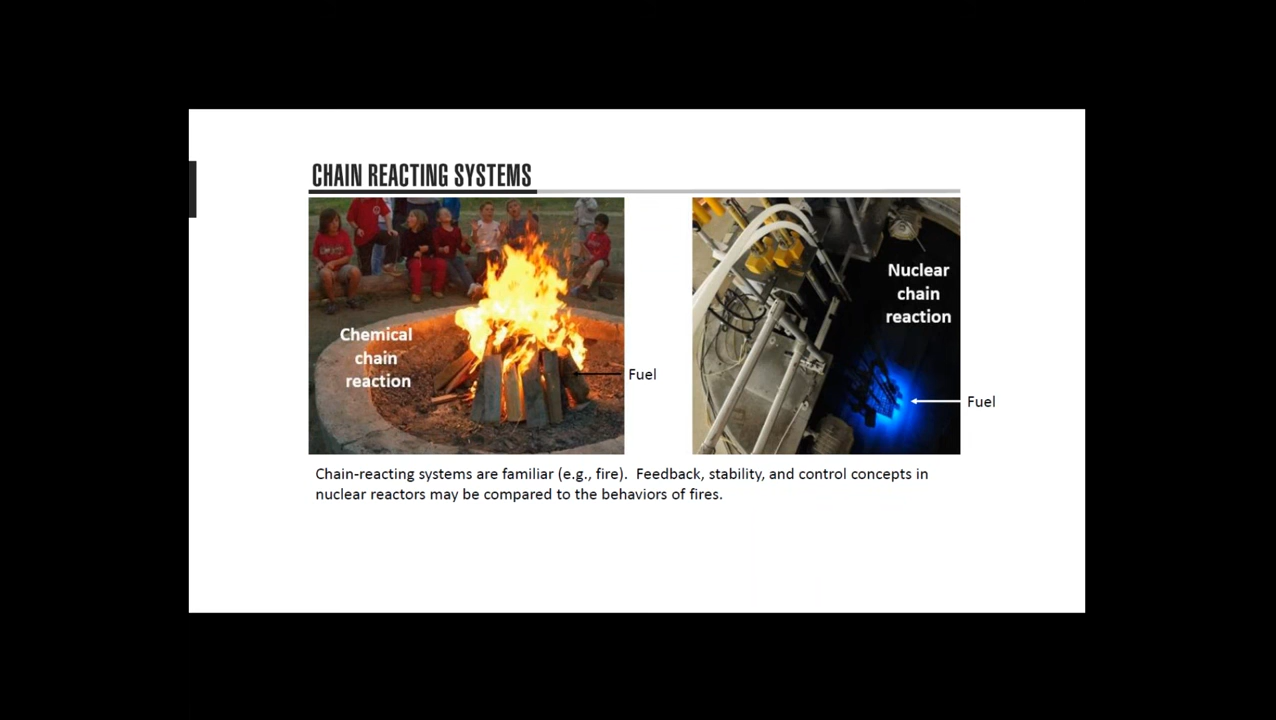 CHAIN REACTING SYSTEMS
Chemical
chain
reaction
Fuel
Nuclear
chain
reaction
Fuel
Chain-reacting systems are familiar (e.g., fire).  Feedback, stability, and control concepts in
nuclear reactors may be compared to the behaviors of fires.